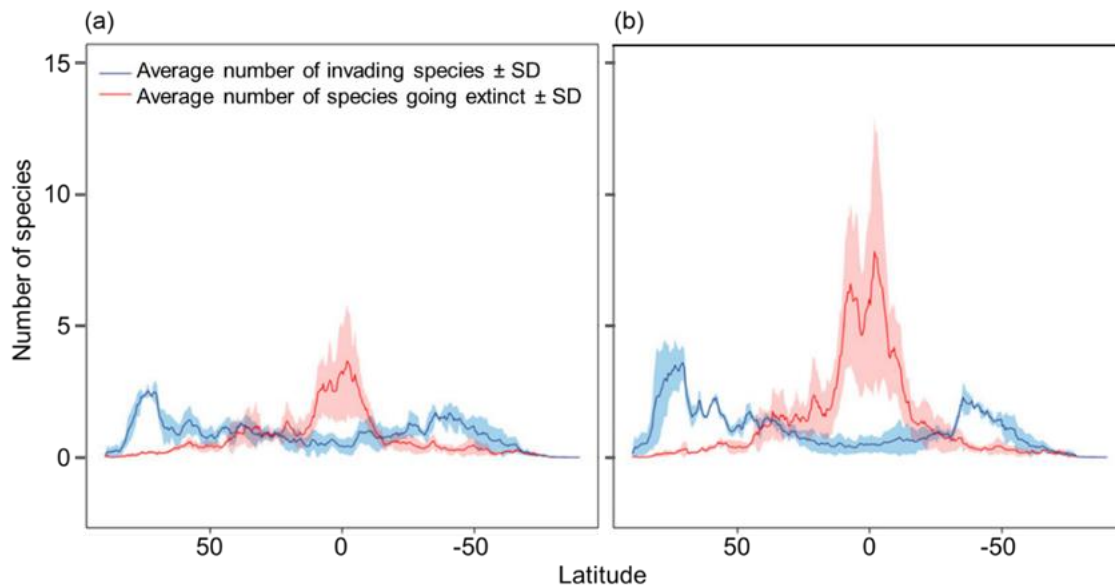 (a)
(b)
15
Average number of invading species ± SD
Average number of species going extinct ± SD
10
5
0
Number of species
50 0 -50
50 0 -50
Latitude